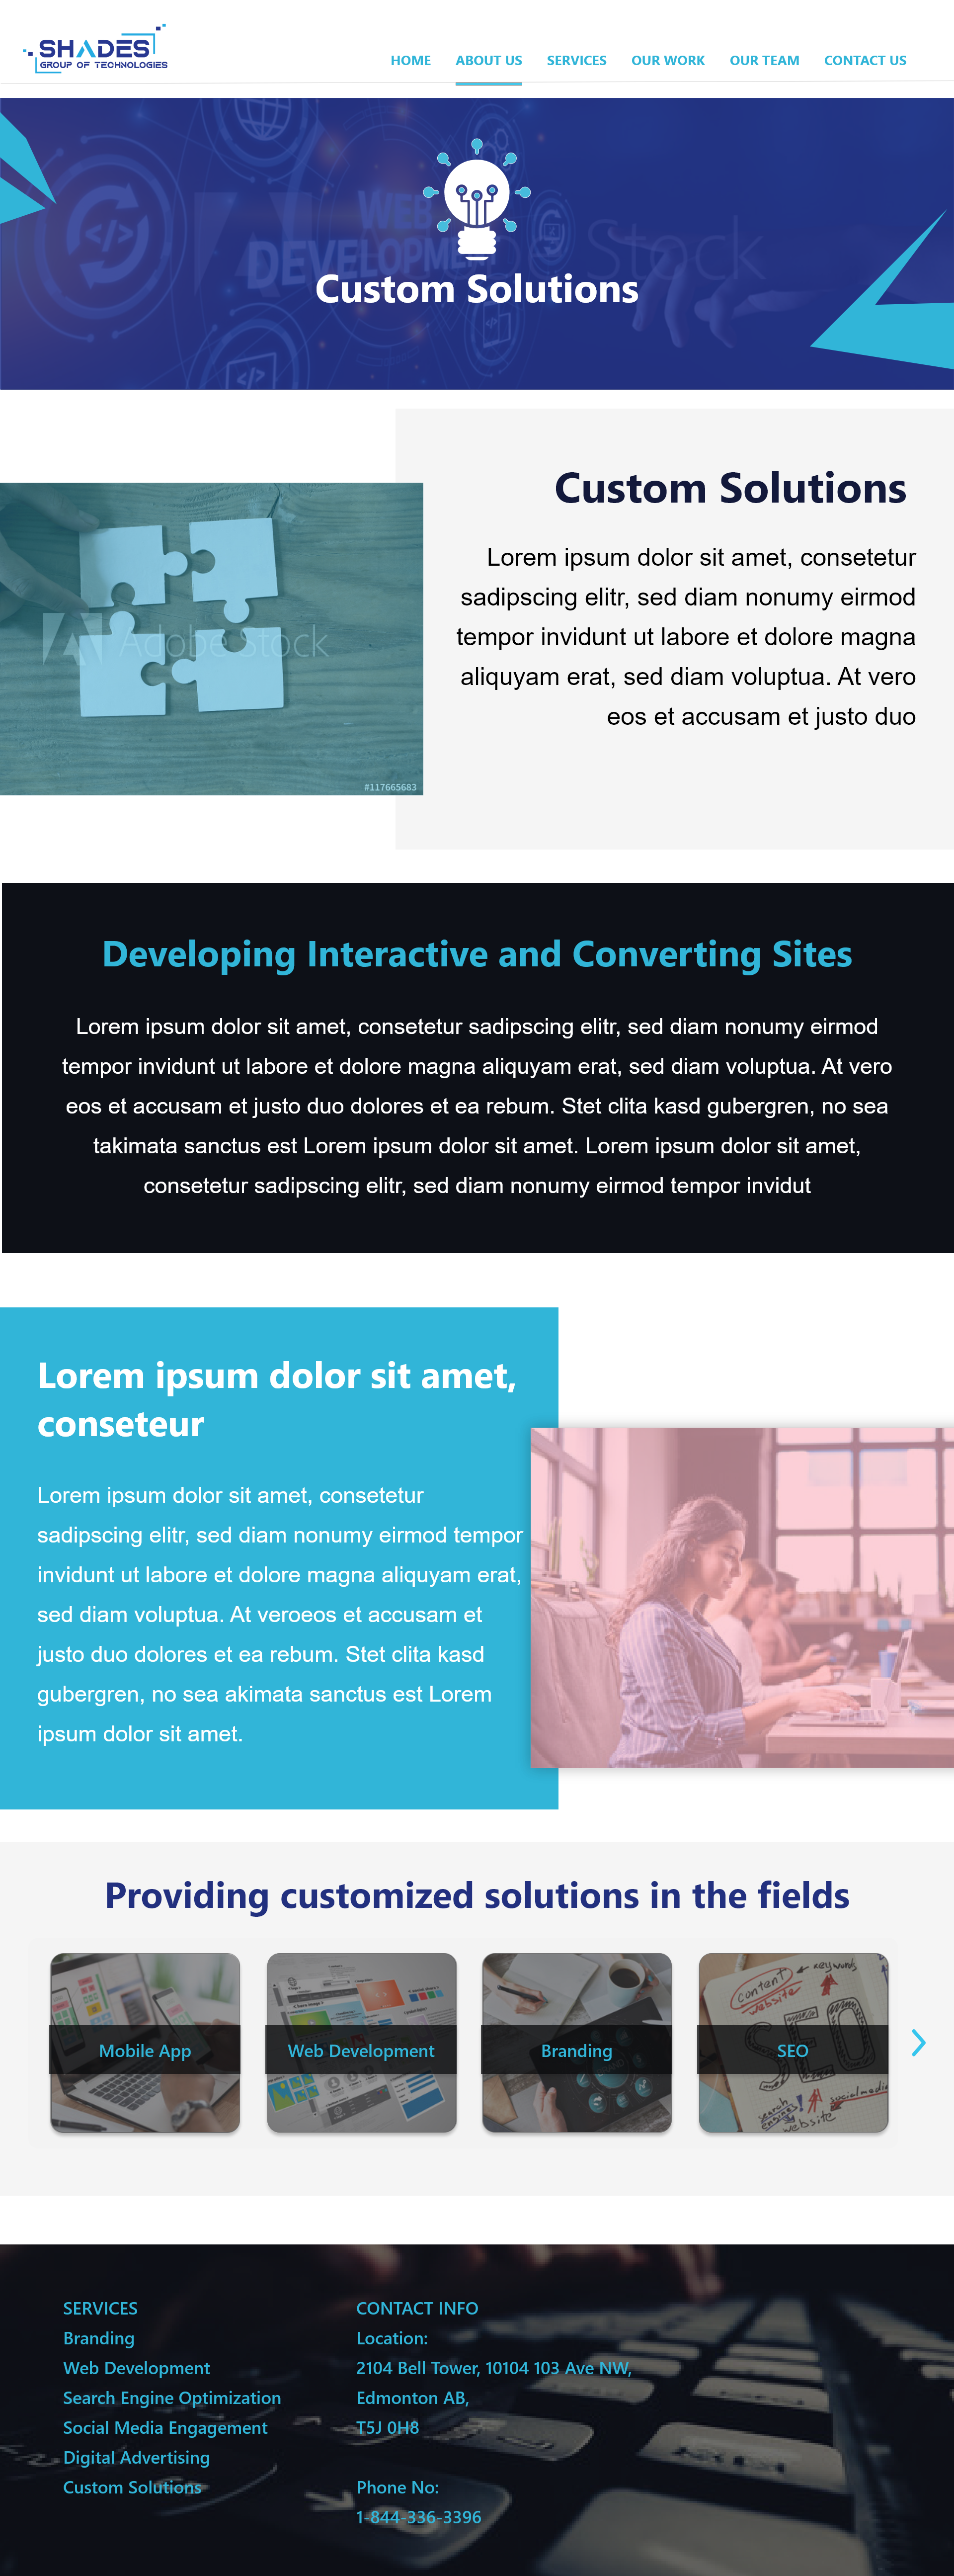 SHADES
GROUP OF TECHNOLOGIES
HOME ABOUT US SERVICES OUR WORK OUR TEAM CONTACT US
WEB
DEVELOPMENT
Stock
Custom Solutions
Custom Solutions
Lorem ipsum dolor sit amet, consetetur
sadipscing elitr, sed diam nonumy eirmod
tempor invidunt ut labore et dolore magna
aliquyam erat, sed diam voluptua. At vero
eos et accusam et justo duo
Adobe Stock
#117665683
Developing Interactive and Converting Sites
Lorem ipsum dolor sit amet, consetetur sadipscing elitr, sed diam nonumy eirmod
tempor invidunt ut labore et dolore magna aliquyam erat, sed diam voluptua. At vero
eos et accusam et justo duo dolores et ea rebum. Stet clita kasd gubergren, no sea
takimata sanctus est Lorem ipsum dolor sit amet. Lorem ipsum dolor sit amet,
consetetur sadipscing elitr, sed diam nonumy eirmod tempor invidut
Lorem ipsum dolor sit amet,
conseteur
Lorem ipsum dolor sit amet, consetetur
sadipscing elitr, sed diam nonumy eirmod tempor
invidunt ut labore et dolore magna aliquyam erat,
sed diam voluptua. At veroeos et accusam et
justo duo dolores et ea rebum. Stet clita kasd
gubergren, no sea akimata sanctus est Lorem
ipsum dolor sit amet.
Providing customized solutions in the fields
Mobile App
Web Development
Branding
content
website
keywords
SEO
SEO
search
engines
socialmedia
website
SERVICES
Branding
Web Development
Search Engine Optimization
Social Media Engagement
Digital Advertising
Custom Solutions
CONTACT INFO
Location:
2104 Bell Tower, 10104 103 Ave NW,
Edmonton AB,
T5J 0H8
Phone No:
1-844-336-3396